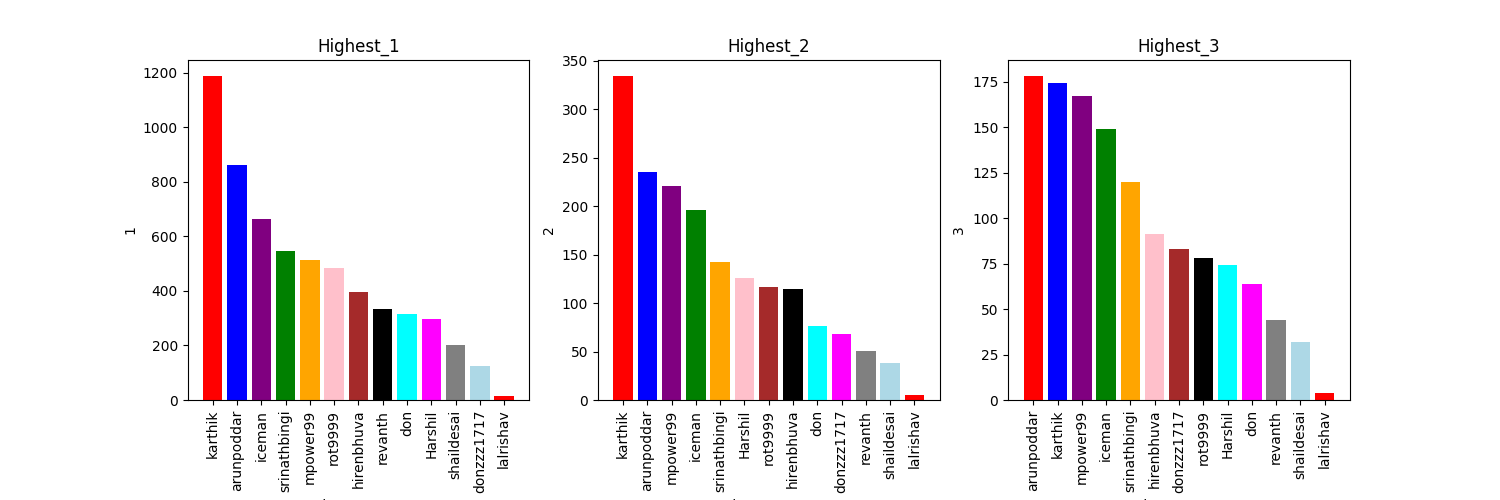 Highest_1
1200
1000
800
600
400
200
0
1
karthik
arunpoddar
iceman
srinathbingi
mpower99
rot9999
hirenbhuva
revanth
don
Harshil
shaildesai
donzzz1717
lalrishav
Highest_2
350
300
250
200
150
100
50
0
2
karthik
arunpoddar
mpower99
iceman
srinathbingi
Harshil
rot9999
hirenbhuva
don
donzzz1717
revanth
shaildesai
lalrishav
Highest_3
175
150
125
100
75
50
25
0
3
arunpoddar
karthik
mpower99
iceman
srinathbingi
hirenbhuva
donzzz1717
rot9999
Harshil
don
revanth
shaildesai
lalrishav